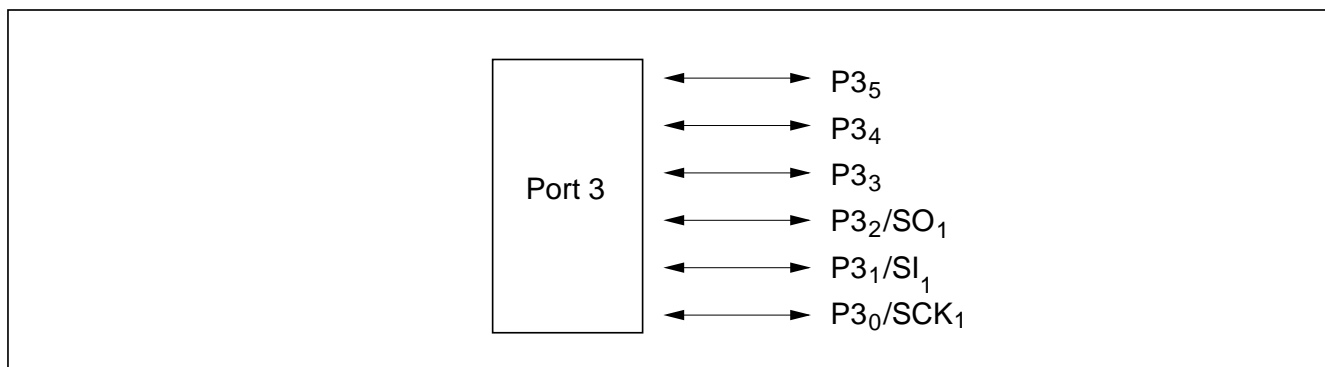 P3₅
P3₄
P3₃
Port 3
P3₂/SO₁
P3₁/SI₁
P3₀/SCK₁